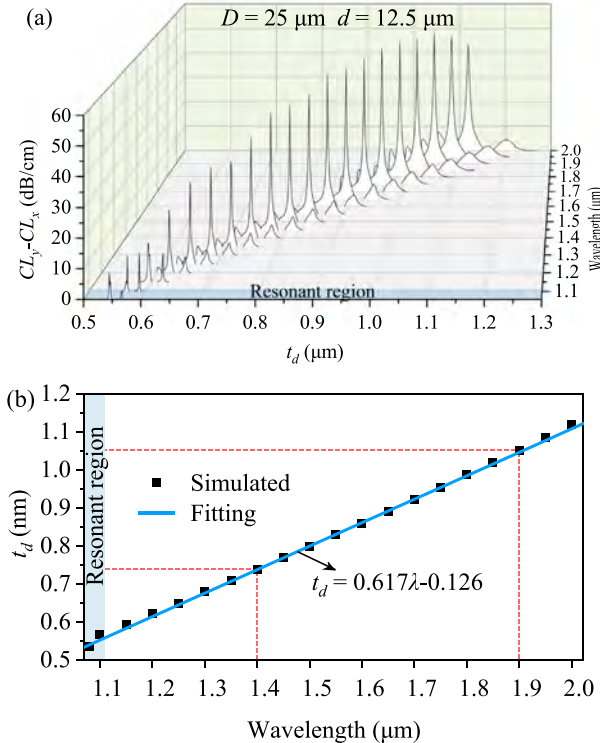 (a)
D = 25 μm d = 12.5 μm
60
50
40
30
20
10
0
CLy-CLx (dB/cm)
2.0
1.9
1.8
1.7
1.6
1.5
1.4
1.3
1.2
1.1
Wavelength (μm)
Resonant region
0.5 0.6 0.7 0.8 0.9 1.0 1.1 1.2 1.3
td (μm)
(b)
1.2
1.1
1.0
0.9
0.8
0.7
0.6
0.5
td (nm)
Resonant region
Simulated
Fitting
td = 0.617λ-0.126
1.1 1.2 1.3 1.4 1.5 1.6 1.7 1.8 1.9 2.0
Wavelength (μm)